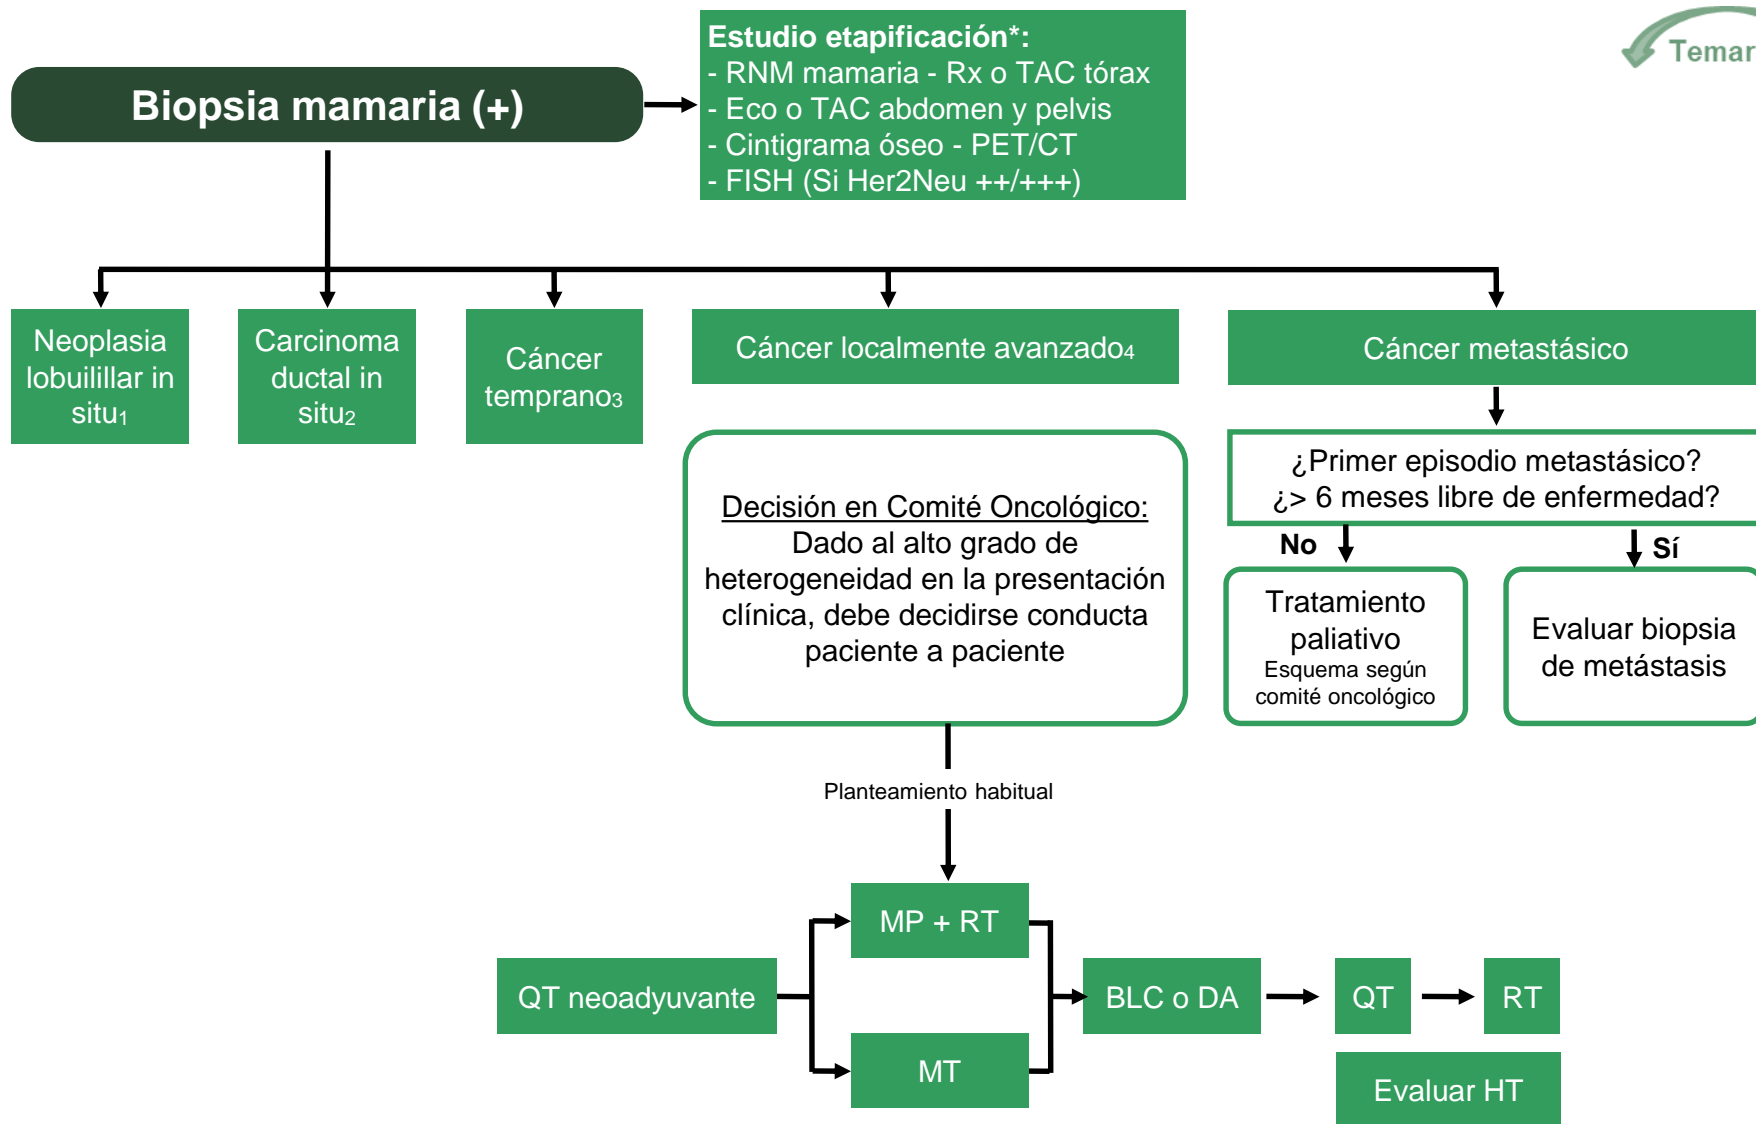 Temar
Biopsia mamaria (+)
Estudio etapificación*:
- RNM mamaria - Rx o TAC tórax
- Eco o TAC abdomen y pelvis
- Cintigrama óseo - PET/CT
- FISH (Si Her2Neu ++/+++)
Neoplasia
lobuilillar in
situ1
Carcinoma
ductal in
situ2
Cáncer
temprano3
Cáncer localmente avanzado4
Cáncer metastásico
Decisión en Comité Oncológico:
Dado al alto grado de
heterogeneidad en la presentación
clínica, debe decidirse conducta
paciente a paciente
¿Primer episodio metastásico?
¿> 6 meses libre de enfermedad?
No
Sí
Tratamiento
paliativo
Esquema según
comité oncológico
Evaluar biopsia
de metástasis
Planteamiento habitual
QT neoadyuvante
MP + RT
MT
BLC o DA
QT
RT
Evaluar HT